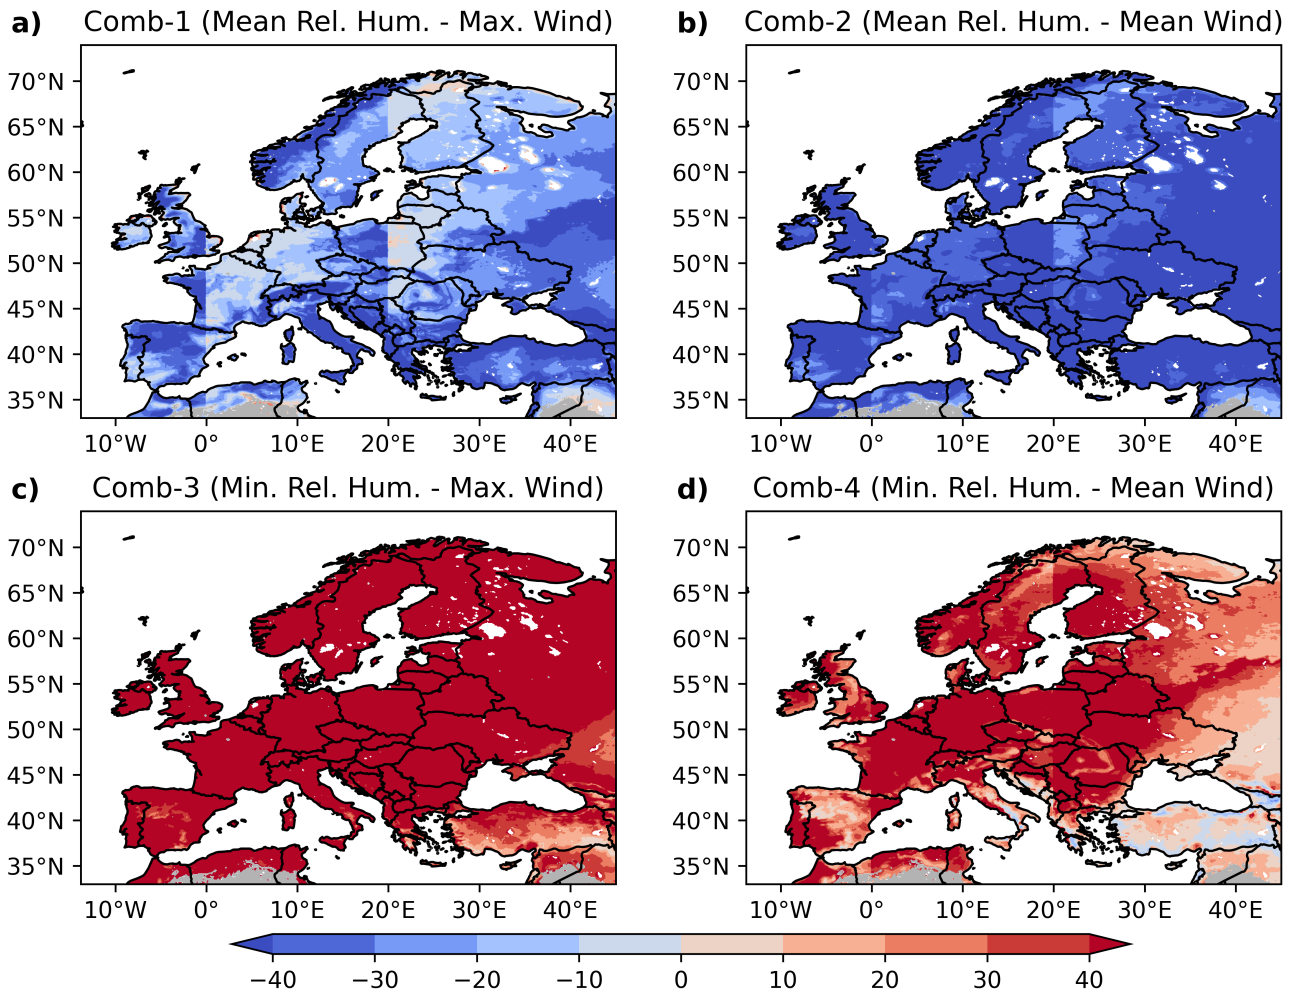 a) Comb-1 (Mean Rel. Hum. - Max. Wind)
b) Comb-2 (Mean Rel. Hum. - Mean Wind)
70°N
65°N
60°N
55°N
50°N
45°N
40°N
35°N
10°W 0° 10°E 20°E 30°E 40°E
70°N
65°N
60°N
55°N
50°N
45°N
40°N
35°N
10°W 0° 10°E 20°E 30°E 40°E
c) Comb-3 (Min. Rel. Hum. - Max. Wind)
d) Comb-4 (Min. Rel. Hum. - Mean Wind)
70°N
65°N
60°N
55°N
50°N
45°N
40°N
35°N
10°W 0° 10°E 20°E 30°E 40°E
70°N
65°N
60°N
55°N
50°N
45°N
40°N
35°N
10°W 0° 10°E 20°E 30°E 40°E
−40 −30 −20 −10 0 10 20 30 40